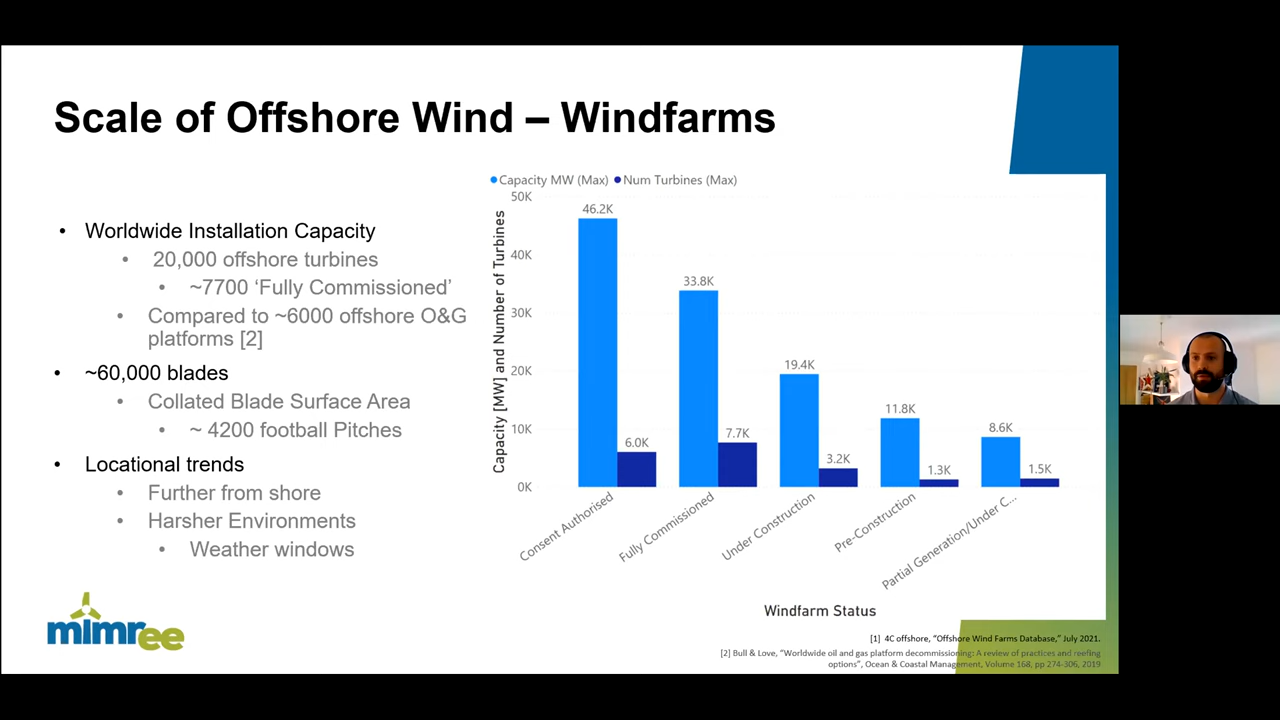 Scale of Offshore Wind – Windfarms
• Worldwide Installation Capacity
• 20,000 offshore turbines
• ~7700 ‘Fully Commissioned’
• Compared to ~6000 offshore O&G
platforms [2]
• ~60,000 blades
• Collated Blade Surface Area
• ~ 4200 football Pitches
• Locational trends
• Further from shore
• Harsher Environments
• Weather windows
mimree
Capacity MW (Max) Num Turbines (Max)
Capacity [MW] and Number of Turbines
50K
40K
30K
20K
10K
0K
46.2K
6.0K
33.8K
7.7K
19.4K
3.2K
11.8K
1.3K
8.6K
1.5K
Consent Authorised
Fully Commissioned
Under Construction
Pre-Construction
Partial Generation/Under C...
Windfarm Status
[1] 4C offshore, “Offshore Wind Farms Database,” July 2021.
[2] Bull & Love, “Worldwide oil and gas platform decommissioning: A review of practices and reefing
options”, Ocean & Coastal Management, Volume 168, pp 274-306, 2019